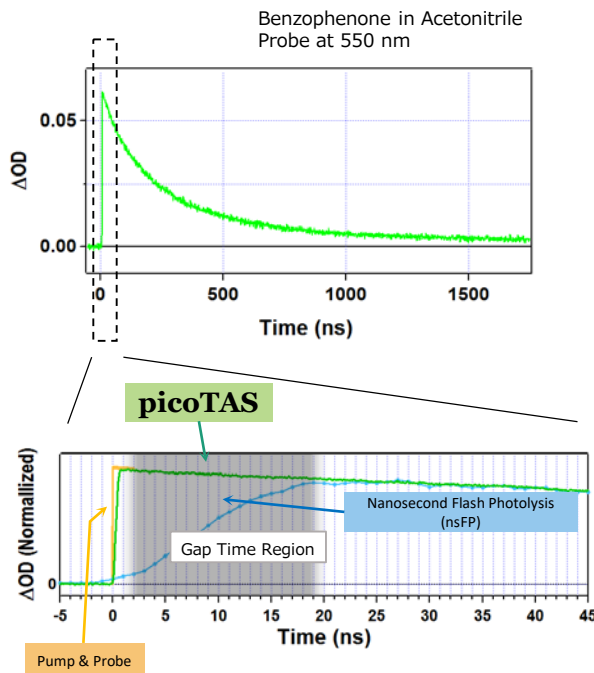 Benzophenone in Acetonitrile
Probe at 550 nm
ΔOD
0.05
0.00
0
500
1000
1500
Time (ns)
picoTAS
ΔOD (Normallized)
Nanosecond Flash Photolysis
(nsFP)
Gap Time Region
0
-5
0
5
10
15
20
25
30
35
40
45
Time (ns)
Pump & Probe